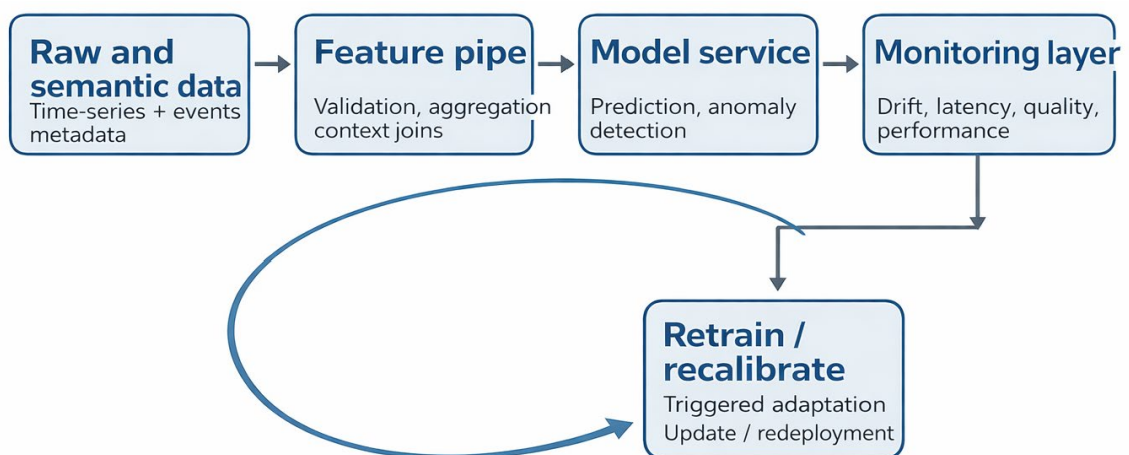 Raw and
semantic data
Time-series + events
metadata
Feature pipe
Validation, aggregation
context joins
Model service
Prediction, anomaly
detection
Monitoring layer
Drift, latency, quality,
performance
Retrain /
recalibrate
Triggered adaptation
Update / redeployment